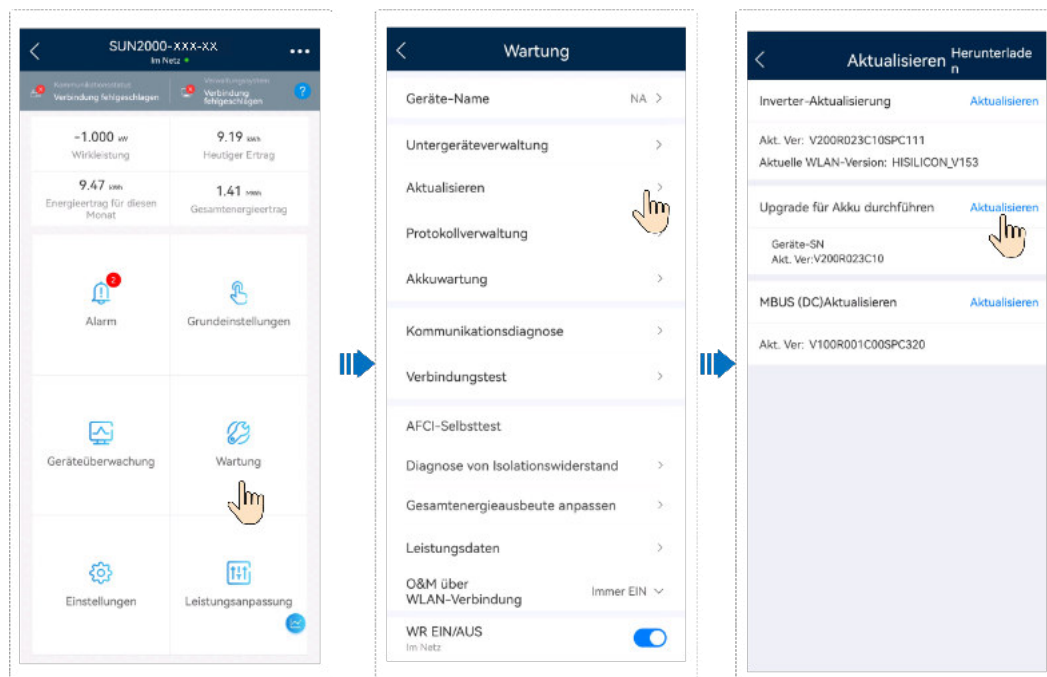 SUN2000-XXX-XX
Im Netz
Kommunikationsstatus
Verbindung fehlgeschlagen
Verwaltungssystem
Verbindung
fehlgeschlagen
?
-1.000 kW
Wirkleistung
9.19 kWh
Heutiger Ertrag
9.47 kWh
Energieertrag für diesen
Monat
1.41 MWh
Gesamtenergieertrag
2
Alarm
Grundeinstellungen
Geräteüberwachung
Wartung
Einstellungen
Leistungsanpassung
Wartung
Geräte-Name NA
Untergeräteverwaltung
Aktualisieren
Protokollverwaltung
Akkuwartung
Kommunikationsdiagnose
Verbindungstest
AFCI-Selbsttest
Diagnose von Isolationswiderstand
Gesamtenergieausbeute anpassen
Leistungsdaten
O&M über
WLAN-Verbindung
Immer EIN
WR EIN/AUS
Im Netz
Aktualisieren
Herunterlade
n
Inverter-Aktualisierung Aktualisieren
Akt. Ver: V200R023C10SPC111
Aktuelle WLAN-Version: HISILICON_V153
Upgrade für Akku durchführen Aktualisieren
Geräte-SN
Akt. Ver:V200R023C10
MBUS (DC)Aktualisieren Aktualisieren
Akt. Ver: V100R001C00SPC320